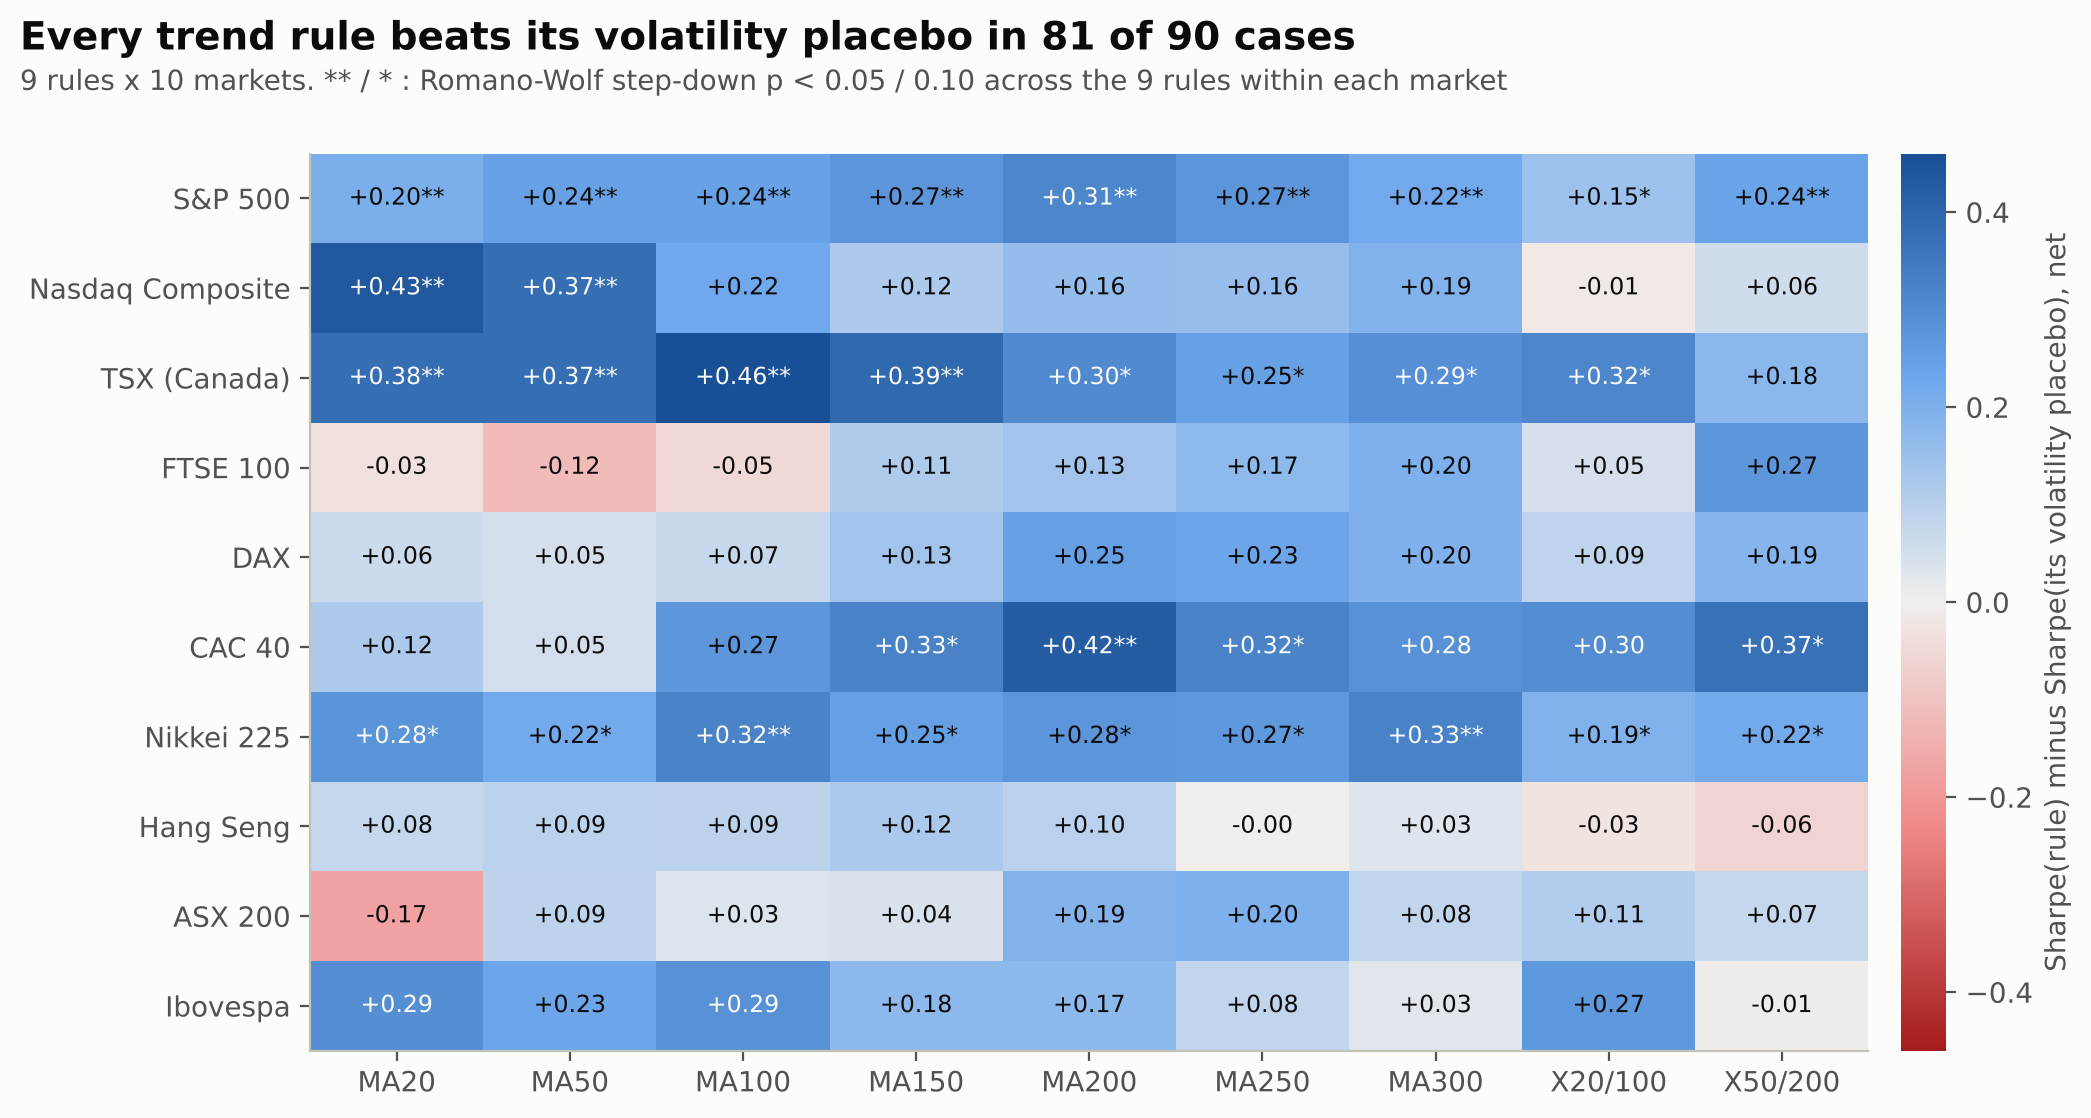 Every trend rule beats its volatility placebo in 81 of 90 cases
9 rules x 10 markets. ** / * : Romano-Wolf step-down p < 0.05 / 0.10 across the 9 rules within each market
S&P 500 +0.20** +0.24** +0.24** +0.27** +0.31** +0.27** +0.22** +0.15* +0.24**
Nasdaq Composite +0.43** +0.37** +0.22 +0.12 +0.16 +0.16 +0.19 -0.01 +0.06
TSX (Canada) +0.38** +0.37** +0.46** +0.39** +0.30* +0.25* +0.29* +0.32* +0.18
FTSE 100 -0.03 -0.12 -0.05 +0.11 +0.13 +0.17 +0.20 +0.05 +0.27
DAX +0.06 +0.05 +0.07 +0.13 +0.25 +0.23 +0.20 +0.09 +0.19
CAC 40 +0.12 +0.05 +0.27 +0.33* +0.42** +0.32* +0.28 +0.30 +0.37*
Nikkei 225 +0.28* +0.22* +0.32** +0.25* +0.28* +0.27* +0.33** +0.19* +0.22*
Hang Seng +0.08 +0.09 +0.09 +0.12 +0.10 -0.00 +0.03 -0.03 -0.06
ASX 200 -0.17 +0.09 +0.03 +0.04 +0.19 +0.20 +0.08 +0.11 +0.07
Ibovespa +0.29 +0.23 +0.29 +0.18 +0.17 +0.08 +0.03 +0.27 -0.01
MA20 MA50 MA100 MA150 MA200 MA250 MA300 X20/100 X50/200
0.4
0.2
0.0
−0.2
−0.4
Sharpe(rule) minus Sharpe(its volatility placebo), net